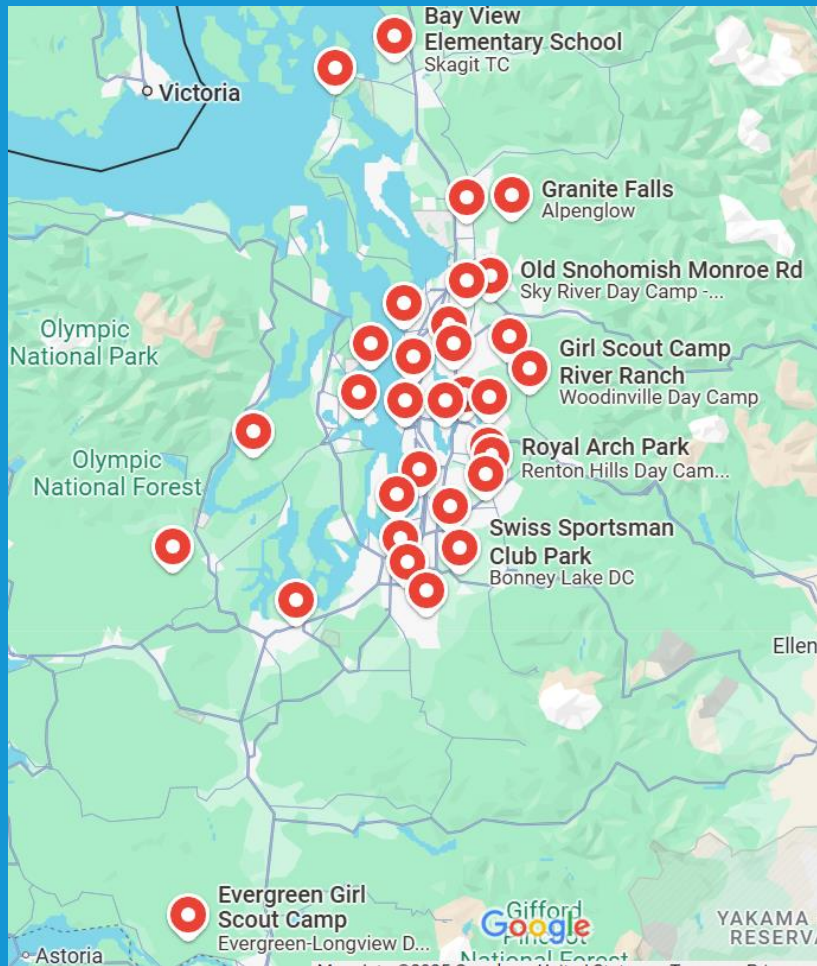 Bay View
Elementary School
Skagit TC
Victoria
Granite Falls
Alpenglow
Old Snohomish Monroe Rd
Sky River Day Camp -...
Olympic
National Park
Girl Scout Camp
River Ranch
Woodinville Day Camp
Olympic
National Forest
Royal Arch Park
Renton Hills Day Cam...
Swiss Sportsman
Club Park
Bonney Lake DC
Ellen
Evergreen Girl
Scout Camp
Evergreen-Longview D...
Google
Gifford
Pinchot
National Forest
YAKAMA
RESERVA
Astoria